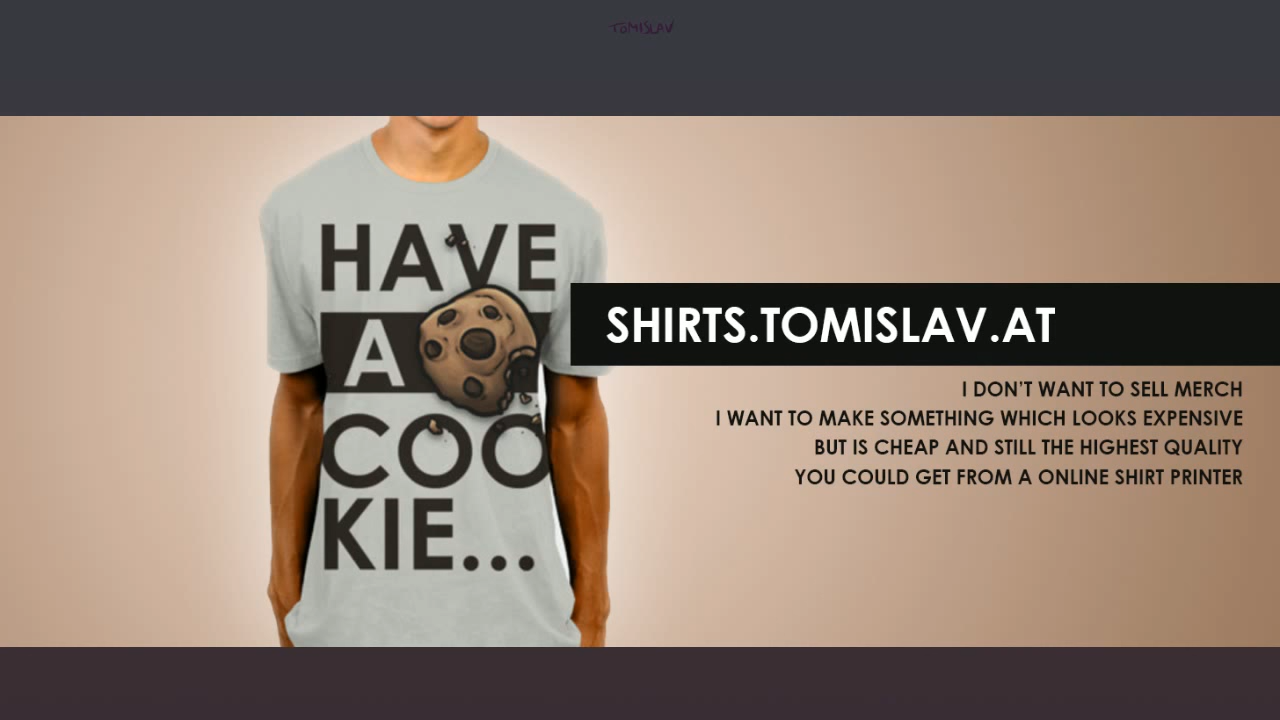 TOMISLAV
HAVE
A
COO
KIE...
SHIRTS.TOMISLAV.AT
I DON'T WANT TO SELL MERCH
I WANT TO MAKE SOMETHING WHICH LOOKS EXPENSIVE
BUT IS CHEAP AND STILL THE HIGHEST QUALITY
YOU COULD GET FROM A ONLINE SHIRT PRINTER